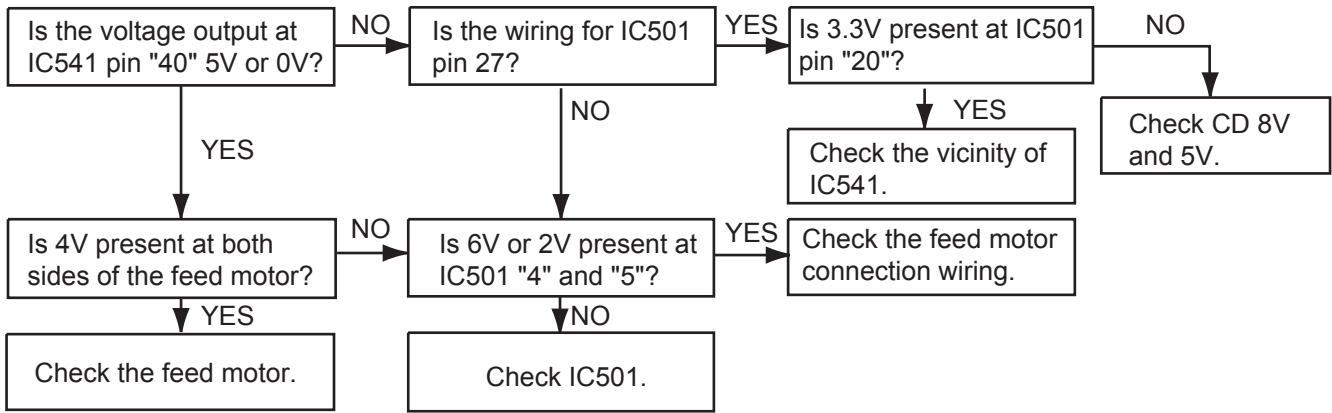 Is the voltage output at
IC541 pin "40" 5V or 0V?
NO
Is the wiring for IC501
pin 27?
YES
Is 3.3V present at IC501
pin "20"?
NO
YES
NO
YES
Check the vicinity of
IC541.
Check CD 8V
and 5V.
Is 4V present at both
sides of the feed motor?
NO
Is 6V or 2V present at
IC501 "4" and "5"?
YES
Check the feed motor
connection wiring.
YES
NO
Check the feed motor.
Check IC501.